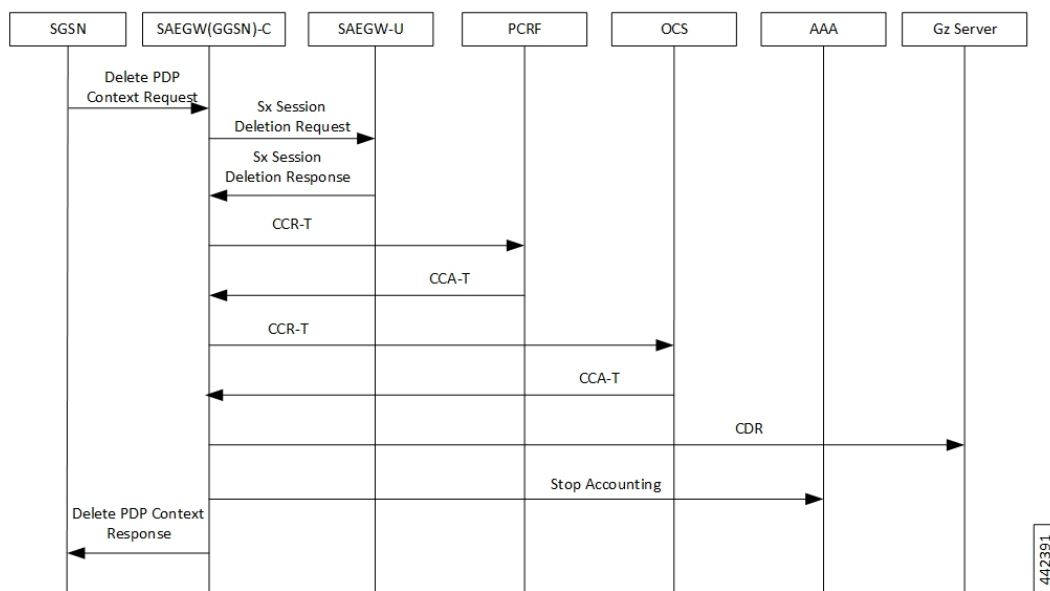 SGSN
SAEGW(GGSN)-C
SAEGW-U
PCRF
OCS
AAA
Gz Server
Delete PDP
Context Request
Sx Session
Deletion Request
Sx Session
Deletion Response
CCR-T
CCA-T
CCR-T
CCA-T
CDR
Stop Accounting
Delete PDP Context
Response
442391